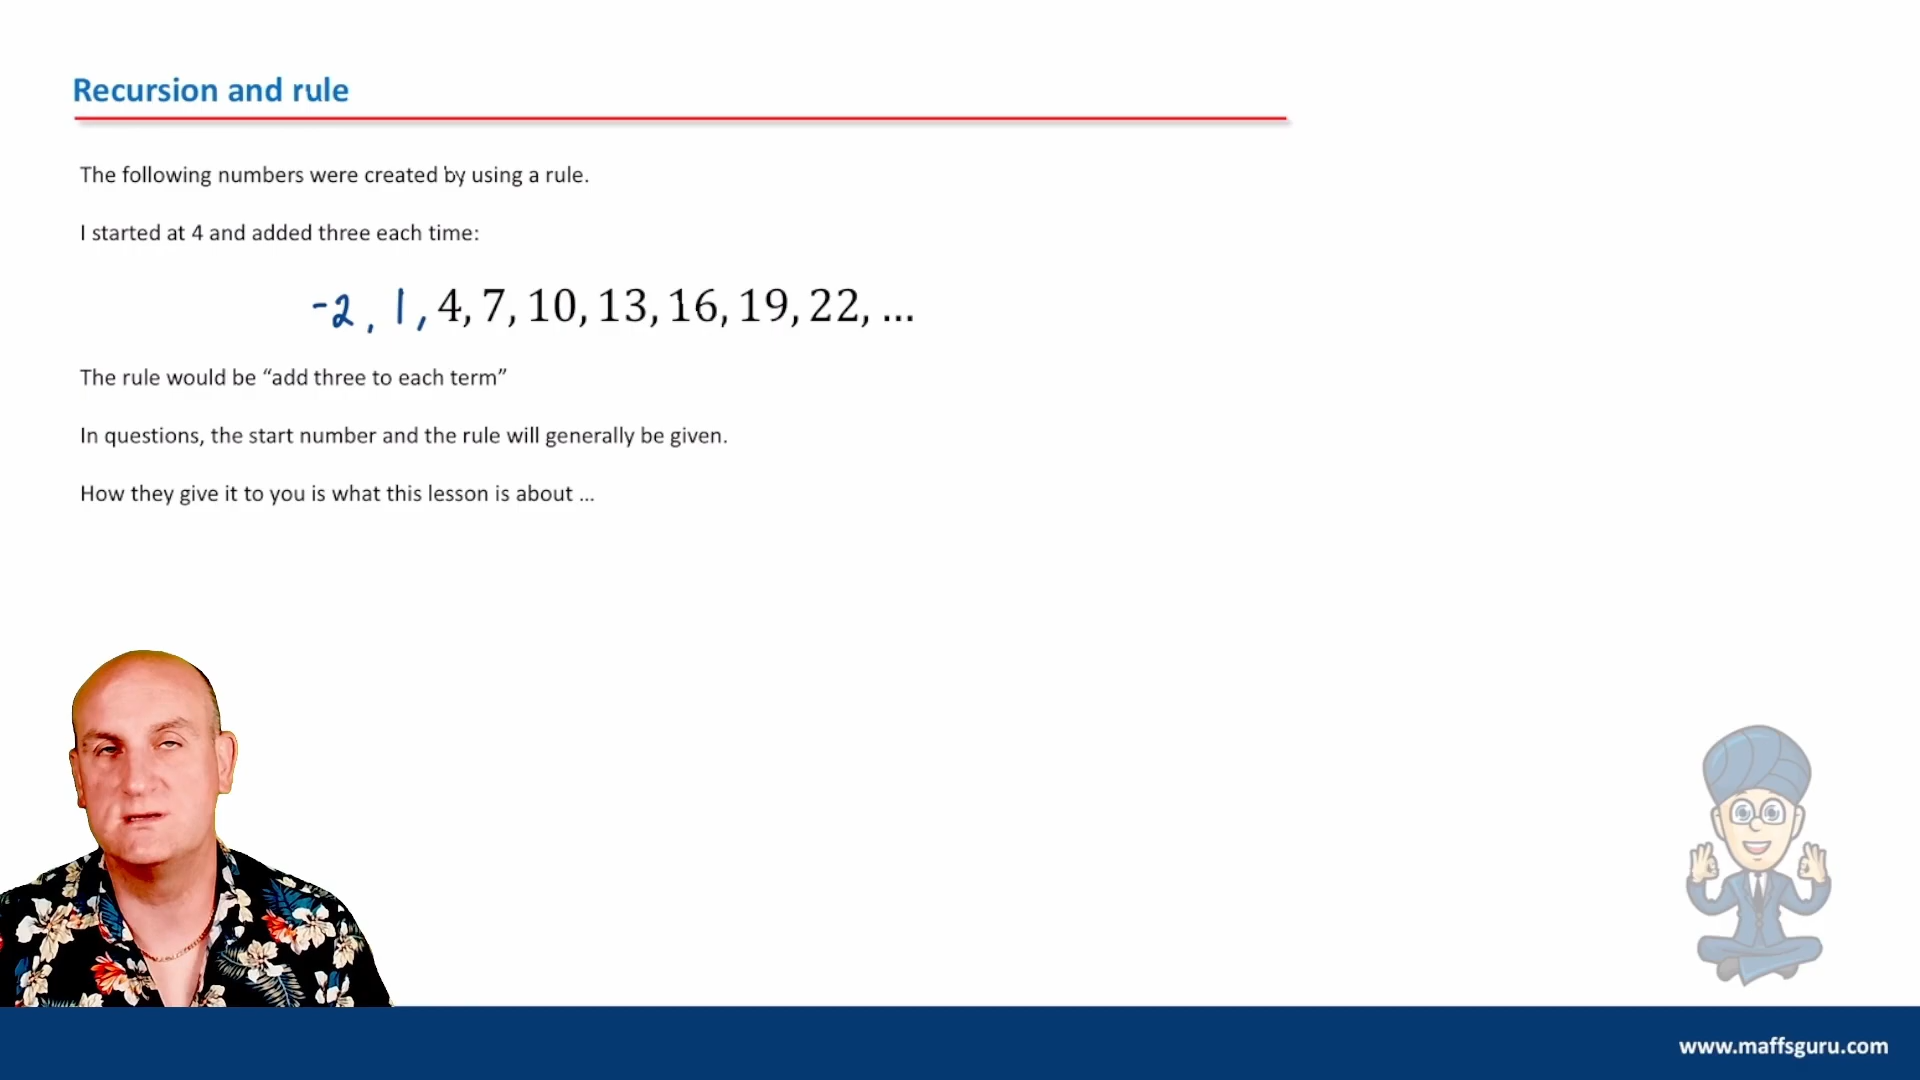 Recursion and rule
The following numbers were created by using a rule.
I started at 4 and added three each time:
-2, 1, 4, 7, 10, 13, 16, 19, 22, ...
The rule would be “add three to each term”
In questions, the start number and the rule will generally be given.
How they give it to you is what this lesson is about ...
www.maffsguru.com